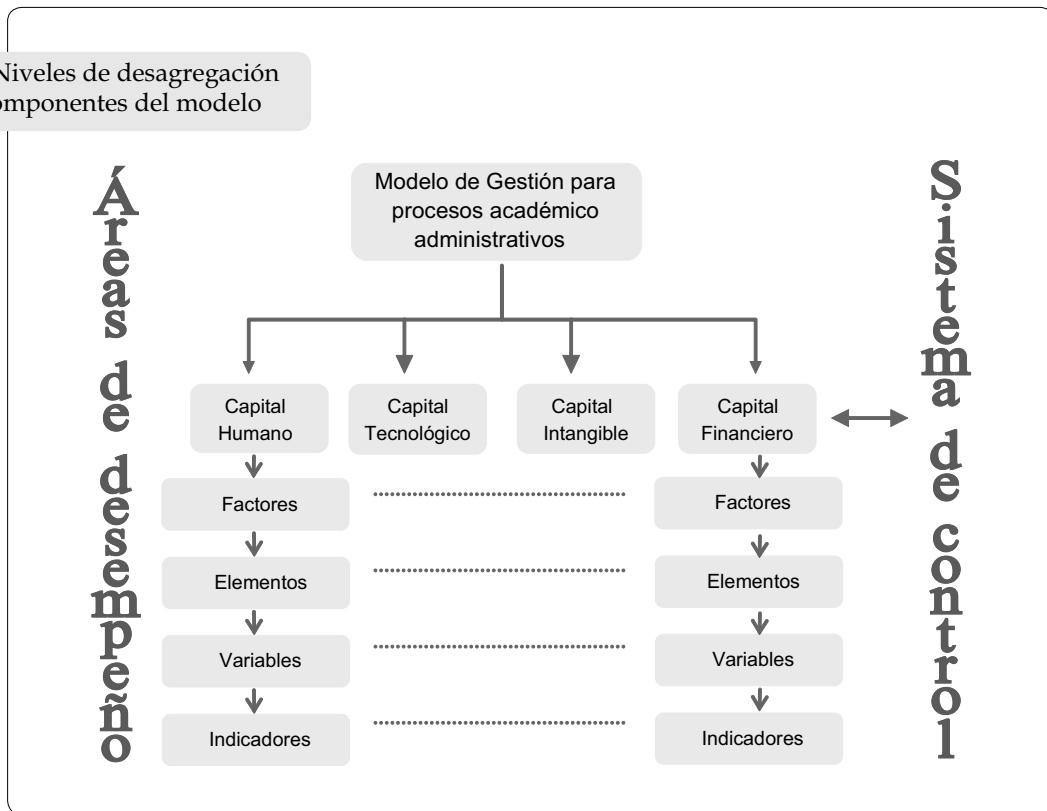 Niveles de desagregación
omponentes del modelo
Áreas de desempeño
Modelo de Gestión para
procesos académico
administrativos
Sistema de control
Capital
Humano
Capital
Tecnológico
Capital
Intangible
Capital
Financiero
Factores
Factores
Elementos
Elementos
Variables
Variables
Indicadores
Indicadores